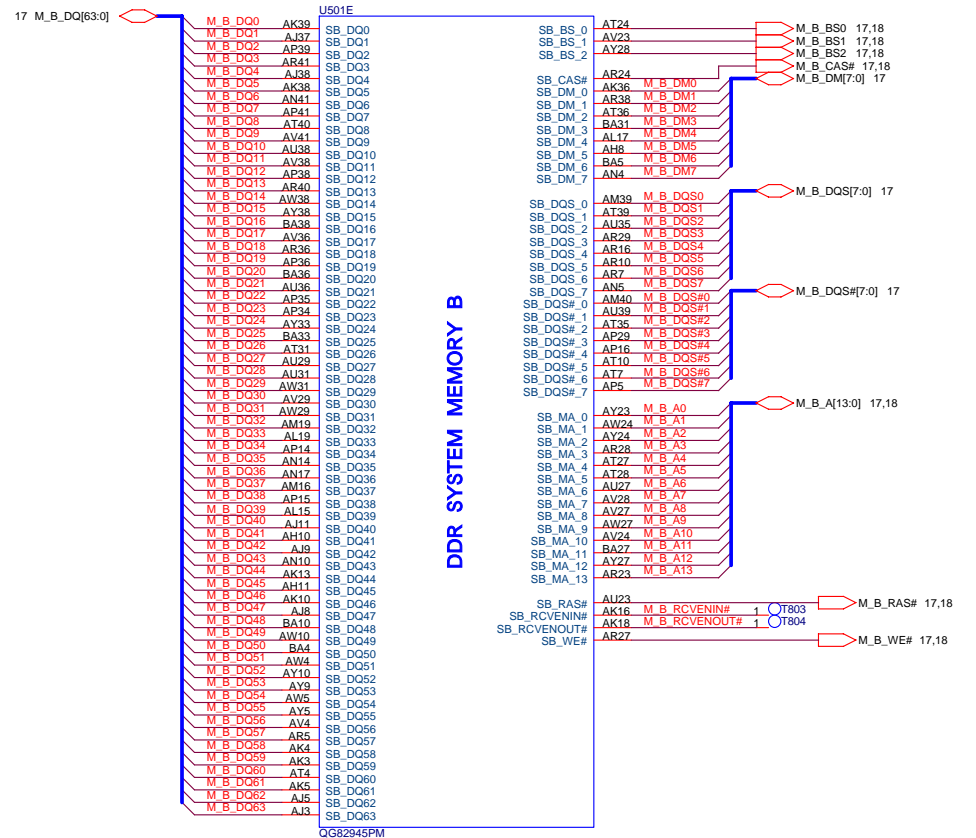 U501E
17 M_B_DQ[63:0]
M_B_DQ0 AK39 SB_DQ0
M_B_DQ1 AJ37 SB_DQ1
M_B_DQ2 AP39 SB_DQ2
M_B_DQ3 AR41 SB_DQ3
M_B_DQ4 AJ38 SB_DQ4
M_B_DQ5 AK38 SB_DQ5
M_B_DQ6 AN41 SB_DQ6
M_B_DQ7 AP41 SB_DQ7
M_B_DQ8 AT40 SB_DQ8
M_B_DQ9 AV41 SB_DQ9
M_B_DQ10 AU38 SB_DQ10
M_B_DQ11 AV38 SB_DQ11
M_B_DQ12 AP38 SB_DQ12
M_B_DQ13 AR40 SB_DQ13
M_B_DQ14 AW38 SB_DQ14
M_B_DQ15 AY38 SB_DQ15
M_B_DQ16 BA38 SB_DQ16
M_B_DQ17 AV36 SB_DQ17
M_B_DQ18 AR36 SB_DQ18
M_B_DQ19 AP36 SB_DQ19
M_B_DQ20 BA36 SB_DQ20
M_B_DQ21 AU36 SB_DQ21
M_B_DQ22 AP35 SB_DQ22
M_B_DQ23 AP34 SB_DQ23
M_B_DQ24 AY33 SB_DQ24
M_B_DQ25 BA33 SB_DQ25
M_B_DQ26 AT31 SB_DQ26
M_B_DQ27 AU29 SB_DQ27
M_B_DQ28 AU31 SB_DQ28
M_B_DQ29 AW31 SB_DQ29
M_B_DQ30 AV29 SB_DQ30
M_B_DQ31 AW29 SB_DQ31
M_B_DQ32 AM19 SB_DQ32
M_B_DQ33 AL19 SB_DQ33
M_B_DQ34 AP14 SB_DQ34
M_B_DQ35 AN14 SB_DQ35
M_B_DQ36 AN17 SB_DQ36
M_B_DQ37 AM16 SB_DQ37
M_B_DQ38 AP15 SB_DQ38
M_B_DQ39 AL15 SB_DQ39
M_B_DQ40 AJ11 SB_DQ40
M_B_DQ41 AH10 SB_DQ41
M_B_DQ42 AJ9 SB_DQ42
M_B_DQ43 AN10 SB_DQ43
M_B_DQ44 AK13 SB_DQ44
M_B_DQ45 AH11 SB_DQ45
M_B_DQ46 AK10 SB_DQ46
M_B_DQ47 AJ8 SB_DQ47
M_B_DQ48 BA10 SB_DQ48
M_B_DQ49 AW10 SB_DQ49
M_B_DQ50 BA4 SB_DQ50
M_B_DQ51 AW4 SB_DQ51
M_B_DQ52 AY10 SB_DQ52
M_B_DQ53 AY9 SB_DQ53
M_B_DQ54 AW5 SB_DQ54
M_B_DQ55 AY5 SB_DQ55
M_B_DQ56 AV4 SB_DQ56
M_B_DQ57 AR5 SB_DQ57
M_B_DQ58 AK4 SB_DQ58
M_B_DQ59 AK3 SB_DQ59
M_B_DQ60 AT4 SB_DQ60
M_B_DQ61 AK5 SB_DQ61
M_B_DQ62 AJ5 SB_DQ62
M_B_DQ63 AJ3 SB_DQ63
DDR SYSTEM MEMORY B
SB_BS_0 AT24 M_B_BS0 17,18
SB_BS_1 AV23 M_B_BS1 17,18
SB_BS_2 AY28 M_B_BS2 17,18
SB_CAS# AR24 M_B_CAS# 17,18
M_B_DM[7:0] 17
SB_DM_0 AK36 M_B_DM0
SB_DM_1 AR38 M_B_DM1
SB_DM_2 AT36 M_B_DM2
SB_DM_3 BA31 M_B_DM3
SB_DM_4 AL17 M_B_DM4
SB_DM_5 AH8 M_B_DM5
SB_DM_6 BA5 M_B_DM6
SB_DM_7 AN4 M_B_DM7
M_B_DQS[7:0] 17
SB_DQS_0 AM39 M_B_DQS0
SB_DQS_1 AT39 M_B_DQS1
SB_DQS_2 AU35 M_B_DQS2
SB_DQS_3 AR29 M_B_DQS3
SB_DQS_4 AR16 M_B_DQS4
SB_DQS_5 AR10 M_B_DQS5
SB_DQS_6 AR7 M_B_DQS6
SB_DQS_7 AN5 M_B_DQS7
M_B_DQS#[7:0] 17
SB_DQS#_0 AM40 M_B_DQS#0
SB_DQS#_1 AU39 M_B_DQS#1
SB_DQS#_2 AT35 M_B_DQS#2
SB_DQS#_3 AP29 M_B_DQS#3
SB_DQS#_4 AP16 M_B_DQS#4
SB_DQS#_5 AT10 M_B_DQS#5
SB_DQS#_6 AT7 M_B_DQS#6
SB_DQS#_7 AP5 M_B_DQS#7
M_B_A[13:0] 17,18
SB_MA_0 AY23 M_B_A0
SB_MA_1 AW24 M_B_A1
SB_MA_2 AY24 M_B_A2
SB_MA_3 AR28 M_B_A3
SB_MA_4 AT27 M_B_A4
SB_MA_5 AT28 M_B_A5
SB_MA_6 AU27 M_B_A6
SB_MA_7 AV28 M_B_A7
SB_MA_8 AV27 M_B_A8
SB_MA_9 AW27 M_B_A9
SB_MA_10 AV24 M_B_A10
SB_MA_11 BA27 M_B_A11
SB_MA_12 AY27 M_B_A12
SB_MA_13 AR23 M_B_A13
SB_RAS# AU23 M_B_RAS# 17,18
SB_RCVENIN# AK16 M_B_RCVENIN# 1 T803
SB_RCVENOUT# AK18 M_B_RCVENOUT# 1 T804
SB_WE# AR27 M_B_WE# 17,18
QG82945PM